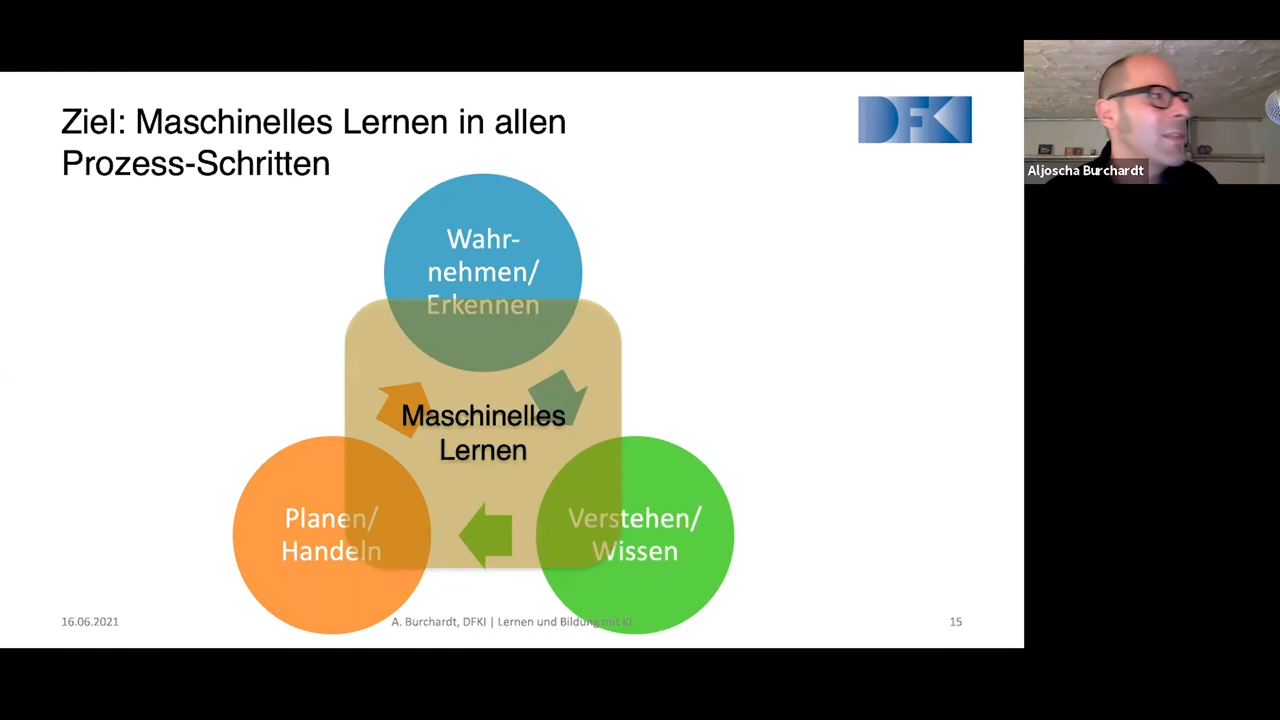 Ziel: Maschinelles Lernen in allen
Prozess-Schritten
DFKI
Aljoscha Burchardt
Wahr-
nehmen/
Erkennen
Maschinelles
Lernen
Planen/
Handeln
Verstehen/
Wissen
16.06.2021
A. Burchardt, DFKI | Lernen und Bildung mit KI
15